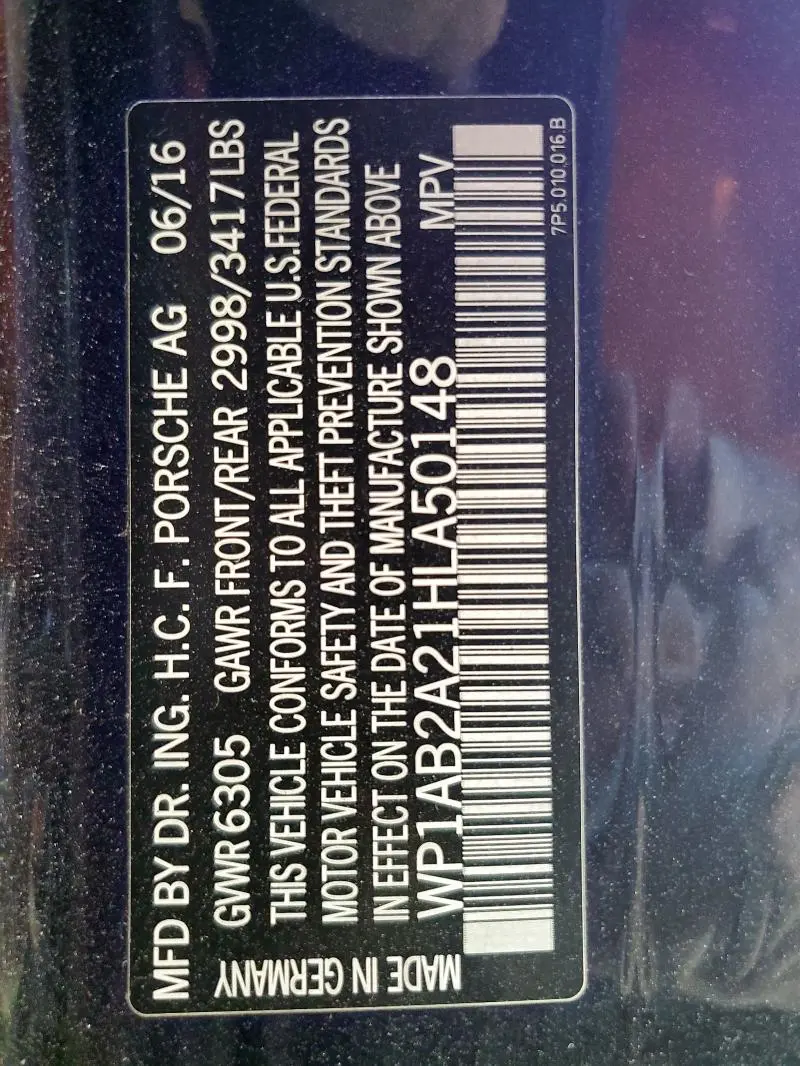 MFD BY DR. ING. H.C. F. PORSCHE AG 06/16
GVWR 6305 GAWR FRONT/REAR 2998/3417LBS
THIS VEHICLE CONFORMS TO ALL APPLICABLE U.S.FEDERAL
MOTOR VEHICLE SAFETY AND THEFT PREVENTION STANDARDS
IN EFFECT ON THE DATE OF MANUFACTURE SHOWN ABOVE
WP1AB2A21HLA50148 MPV
MADE IN GERMANY
7P5.010.016.B